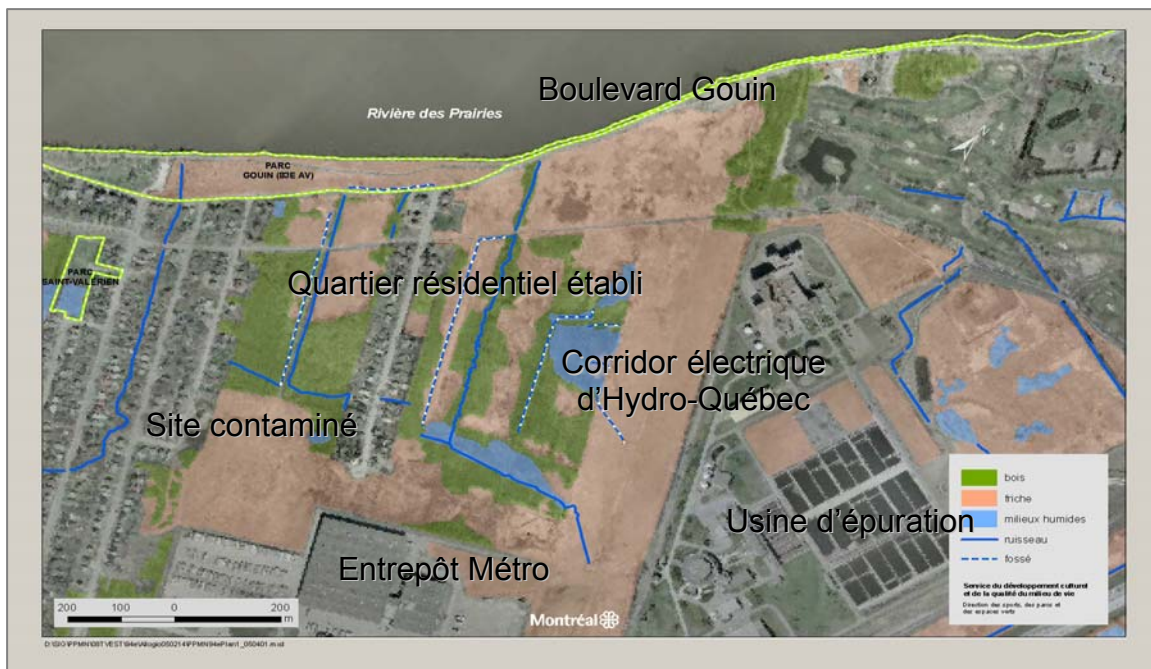 Boulevard Gouin
Rivière des Prairies
PARC
GOUIN (83E AV)
PARC
SAINT-VALÉRIEN
Quartier résidentiel établi
Corridor électrique
d'Hydro-Québec
Site contaminé
Usine d'épuration
Entrepôt Métro
bois
friche
milieux humides
ruisseau
fossé
Service du développement culturel
et de la qualité du milieu de vie
Direction des sports, des parcs et
des espaces verts
200 100 0 200
m
Montréal